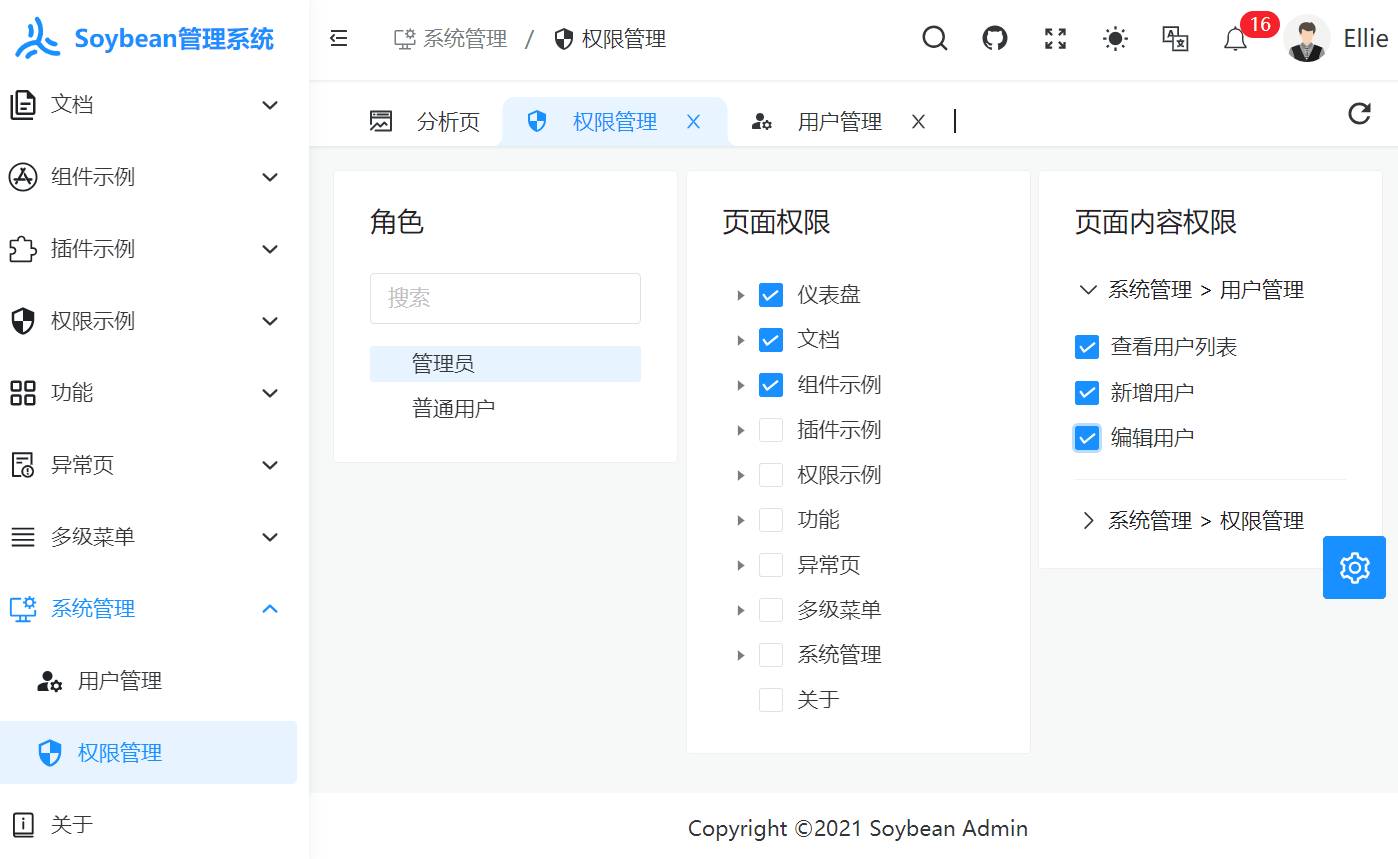 Soybean管理系统
文档
组件示例
插件示例
权限示例
功能
异常页
多级菜单
系统管理
用户管理
权限管理
关于
系统管理 / 权限管理
16
Ellie
分析页
权限管理
用户管理
角色
搜索
管理员
普通用户
页面权限
仪表盘
文档
组件示例
插件示例
权限示例
功能
异常页
多级菜单
系统管理
关于
页面内容权限
系统管理 > 用户管理
查看用户列表
新增用户
编辑用户
系统管理 > 权限管理
Copyright ©2021 Soybean Admin